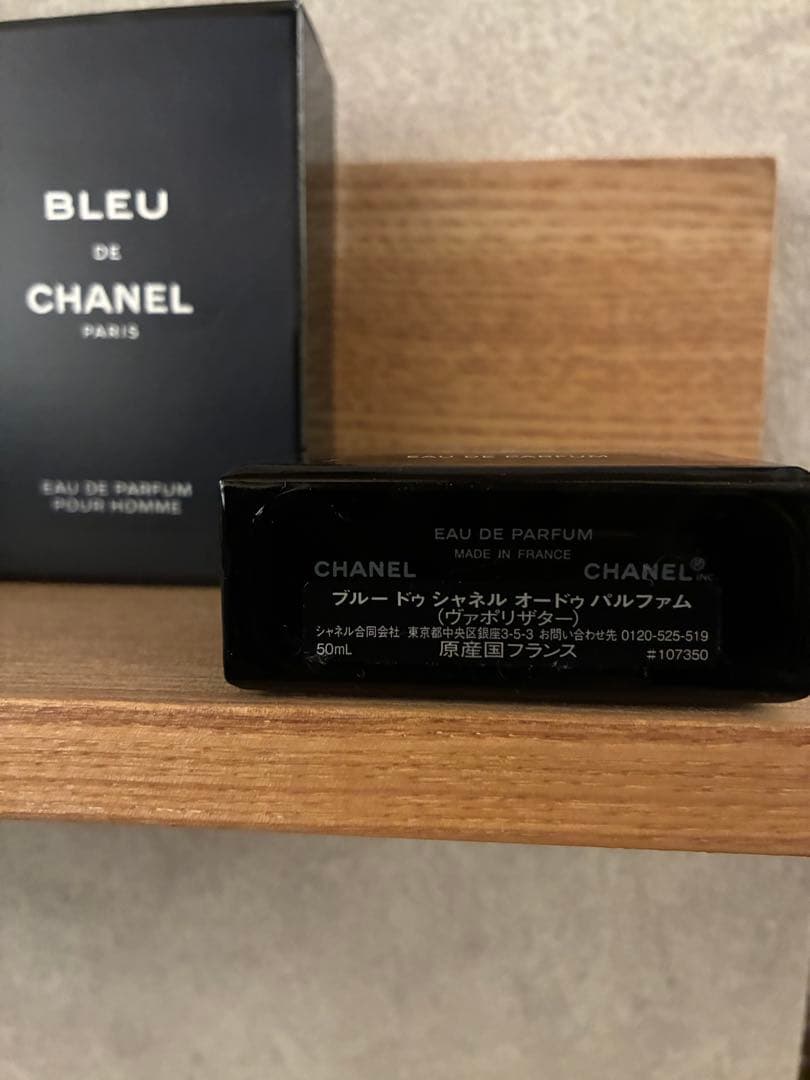 BLEU
DE
CHANEL
PARIS
EAU DE PARFUM
POUR HOMME
EAU DE PARFUM
EAU DE PARFUM
MADE IN FRANCE
CHANEL CHANEL® INC
ブルー ドゥ シャネル オードゥ パルファム
(ヴァポリザター)
シャネル合同会社 東京都中央区銀座3-5-3 お問い合わせ先 0120-525-519
50mL 原産国フランス #107350